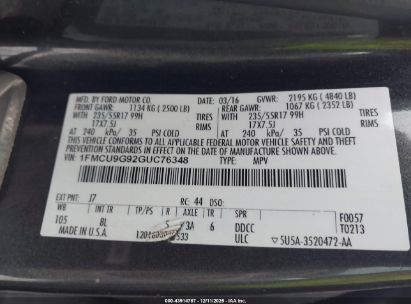 MFD. BY FORD MOTOR CO. DATE: 03/16 GVWR: 2195 KG (4840 LB)
FRONT GAWR: 1134 KG (2500 LB) REAR GAWR: 1067 KG (2352 LB)
WITH 235/55R17 99H TIRES WITH 235/55R17 99H TIRES
17X7.5J RIMS 17X7.5J RIMS
AT 240 kPa/ 35 PSI COLD AT 240 kPa/ 35 PSI COLD
THIS VEHICLE CONFORMS TO ALL APPLICABLE FEDERAL MOTOR VEHICLE SAFETY AND THEFT
PREVENTION STANDARDS IN EFFECT ON THE DATE OF MANUFACTURE SHOWN ABOVE.
VIN: 1FMCU9G92GUC76348 TYPE: MPV
EXT PNT: J7 RC: 44 DSO:
WB INT TR TP/PS R AXLE TR SPR F0057
105 8L 3A 6 DDCC T0213
MADE IN U.S.A. 533 ULC 5U5A-3520472-AA
Stock: 43914787 - 12/11/2025 - IAA Inc.